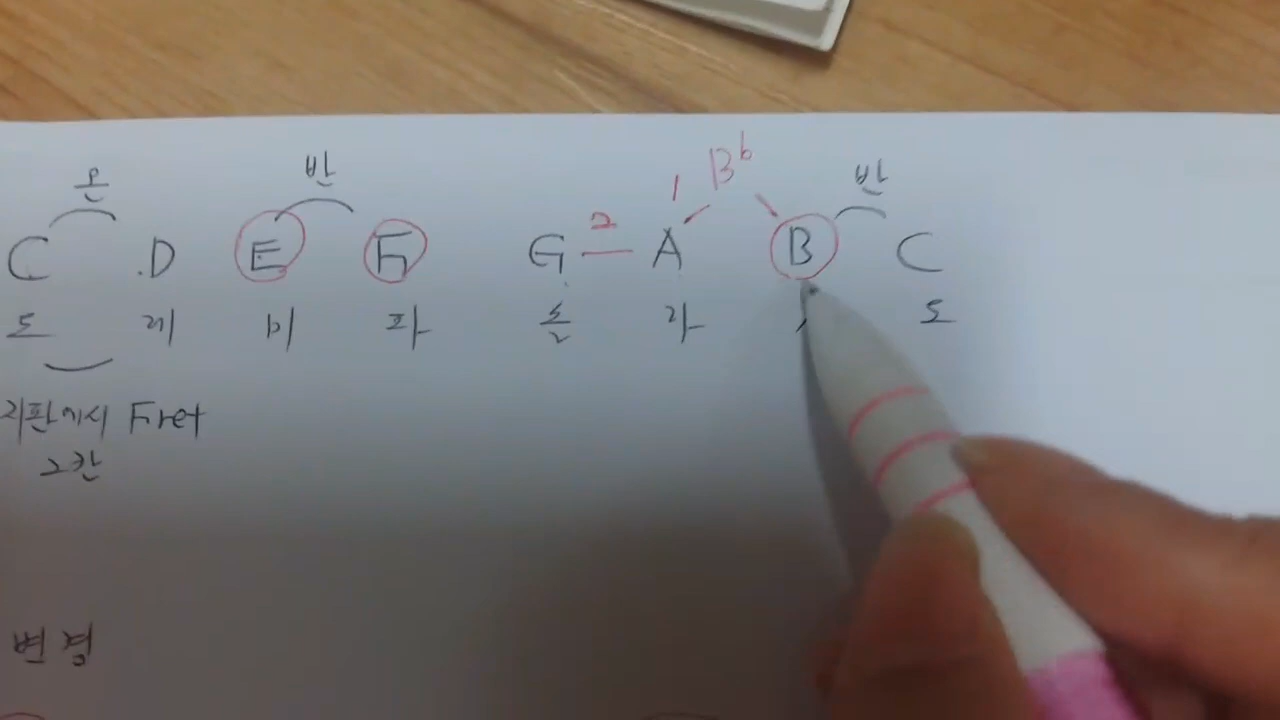 B♭
온 반 1 반
C D E F G 2 A B C
도 레 미 파 솔 라 도
지판에서 Fret
2칸
변경